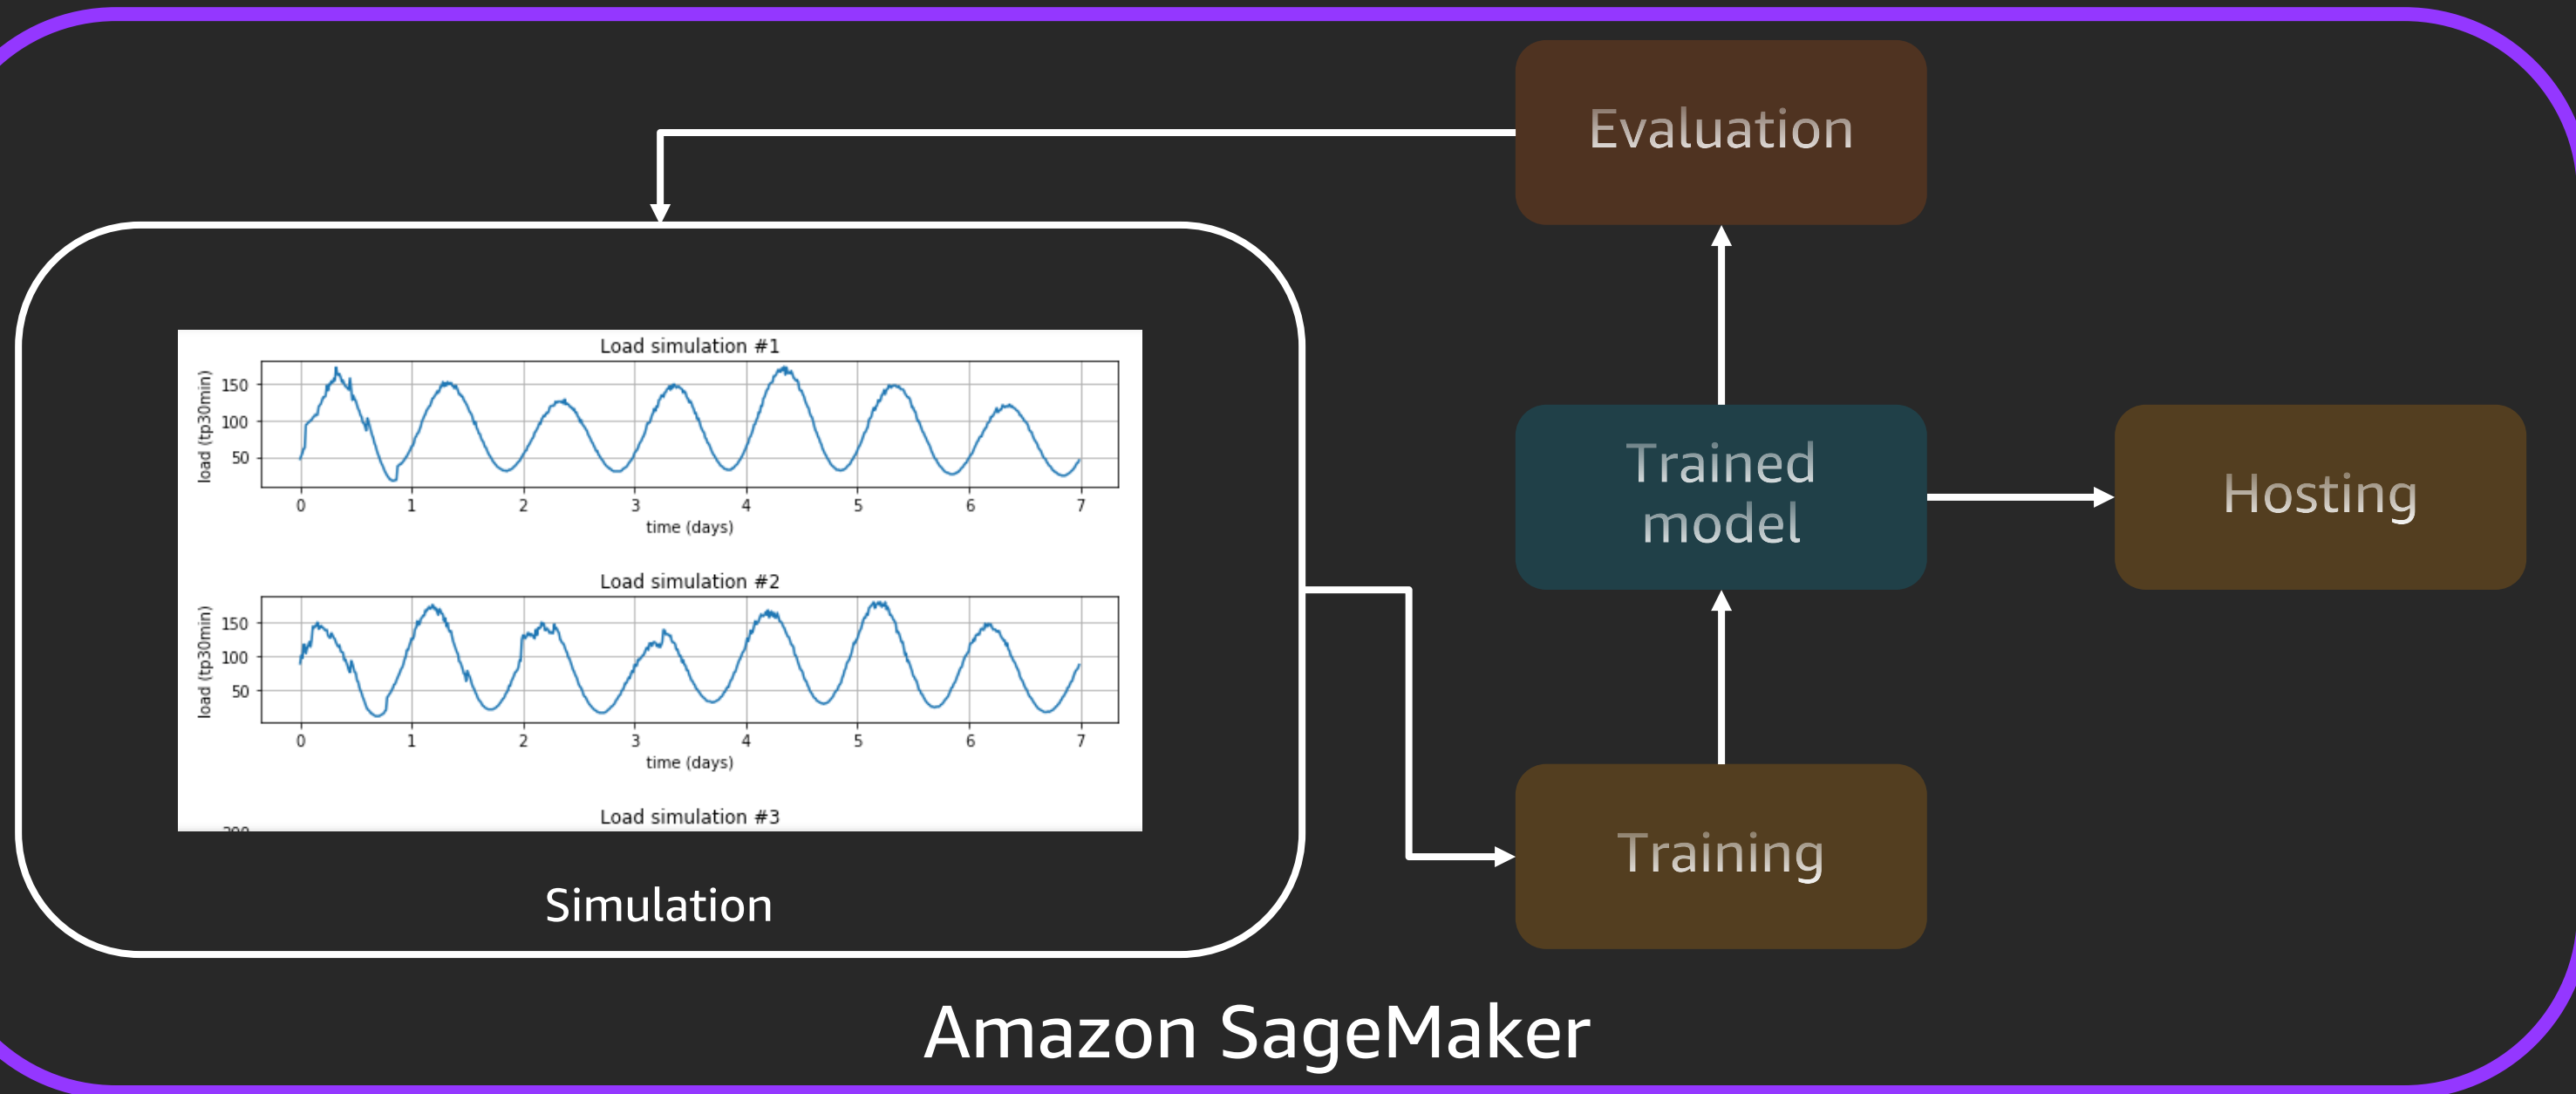 Evaluation
Load simulation #1
load (tp30min)
150
100
50
0 1 2 3 4 5 6 7
time (days)
Load simulation #2
load (tp30min)
150
100
50
0 1 2 3 4 5 6 7
time (days)
Load simulation #3
Simulation
Trained
model
Hosting
Training
Amazon SageMaker